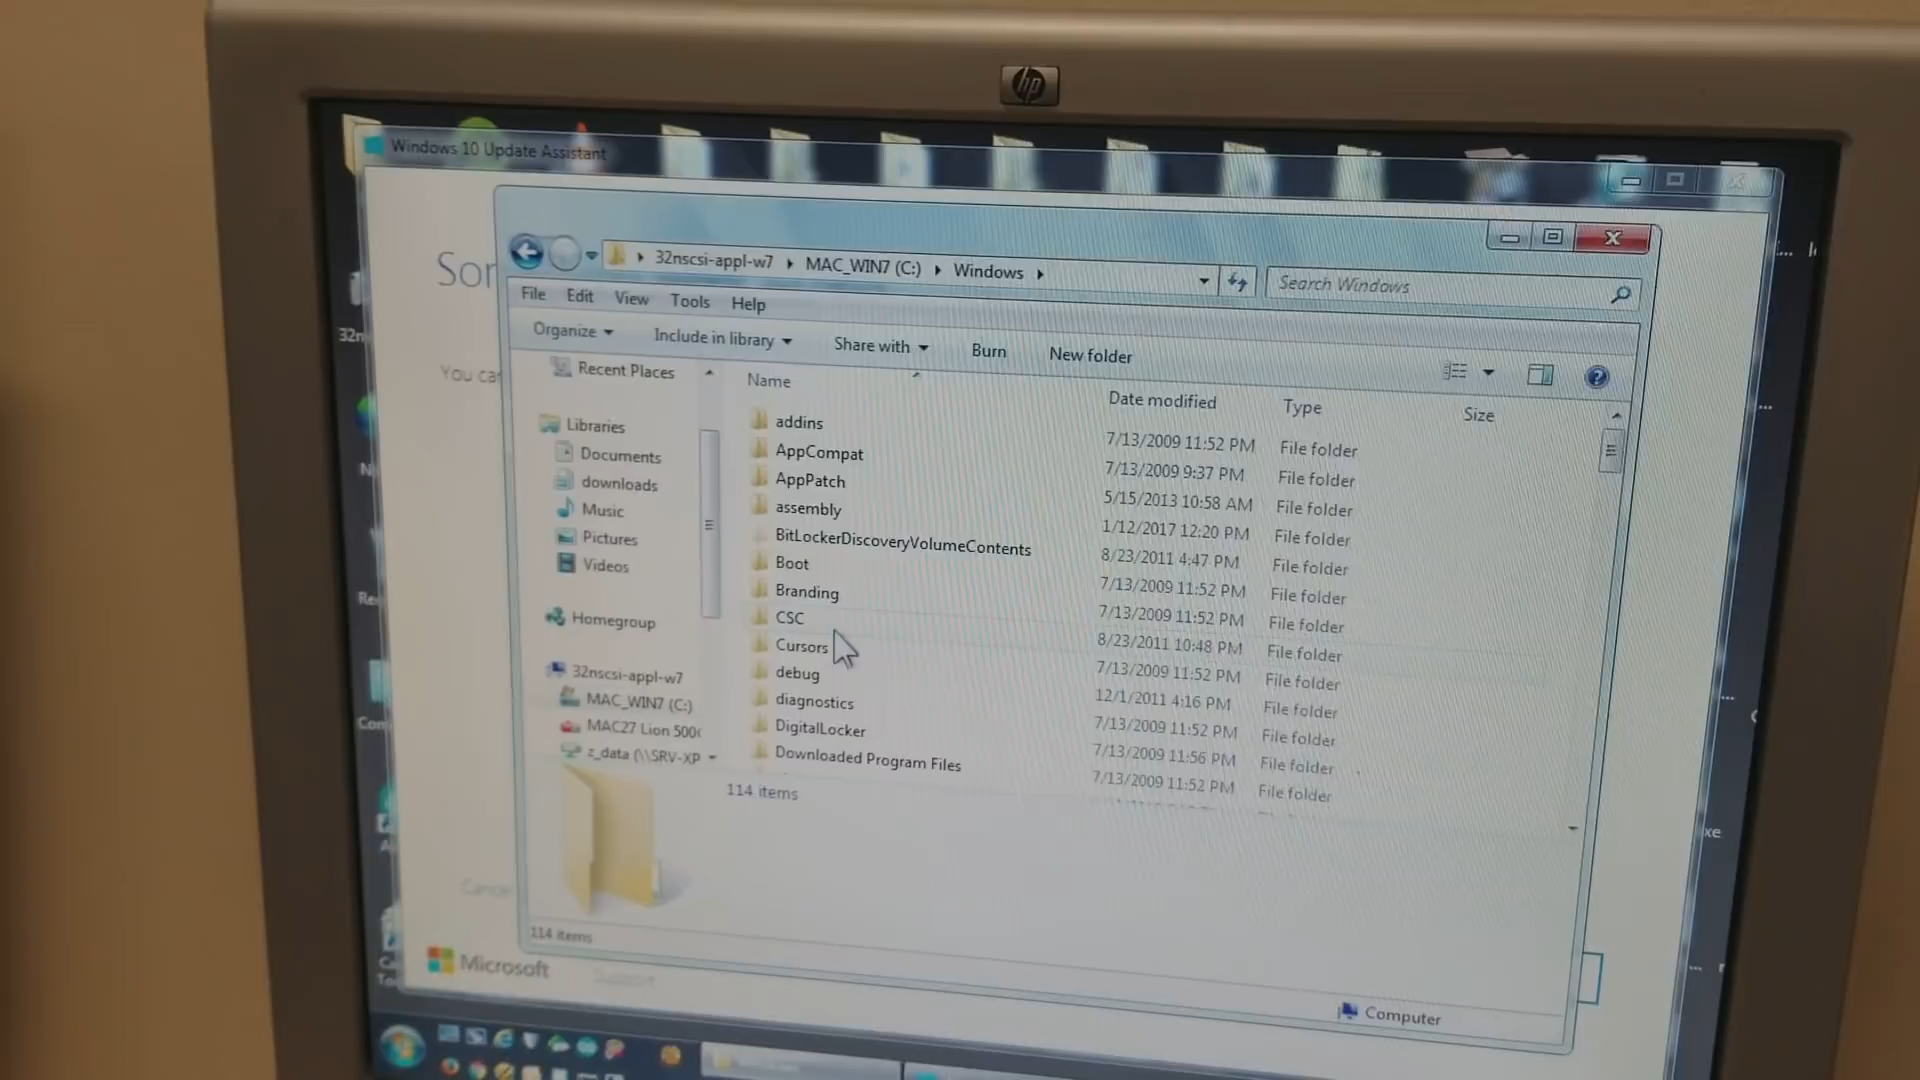 hp
Windows 10 Update Assistant
32nscsi-appl-w7 MAC_WIN7 (C:) Windows
Search Windows
File Edit View Tools Help
Organize Include in library Share with Burn New folder
Name Date modified Type Size
Recent Places
Libraries
Documents
downloads
Music
Pictures
Videos
Homegroup
32nscsi-appl-w7
MAC_WIN7 (C:)
MAC27 Lion 500
z_data (\\SRV-XP
addins 7/13/2009 11:52 PM File folder
AppCompat 7/13/2009 9:37 PM File folder
AppPatch 5/15/2013 10:58 AM File folder
assembly 1/12/2017 12:20 PM File folder
BitLockerDiscoveryVolumeContents 8/23/2011 4:47 PM File folder
Boot 7/13/2009 11:52 PM File folder
Branding 7/13/2009 11:52 PM File folder
CSC 8/23/2011 10:48 PM File folder
Cursors 7/13/2009 11:52 PM File folder
debug 12/1/2011 4:16 PM File folder
diagnostics 7/13/2009 11:52 PM File folder
DigitalLocker 7/13/2009 11:56 PM File folder
Downloaded Program Files 7/13/2009 11:52 PM File folder
114 items
114 items
Computer
Sor
You ca
Cance
Microsoft
Support
32n
xe